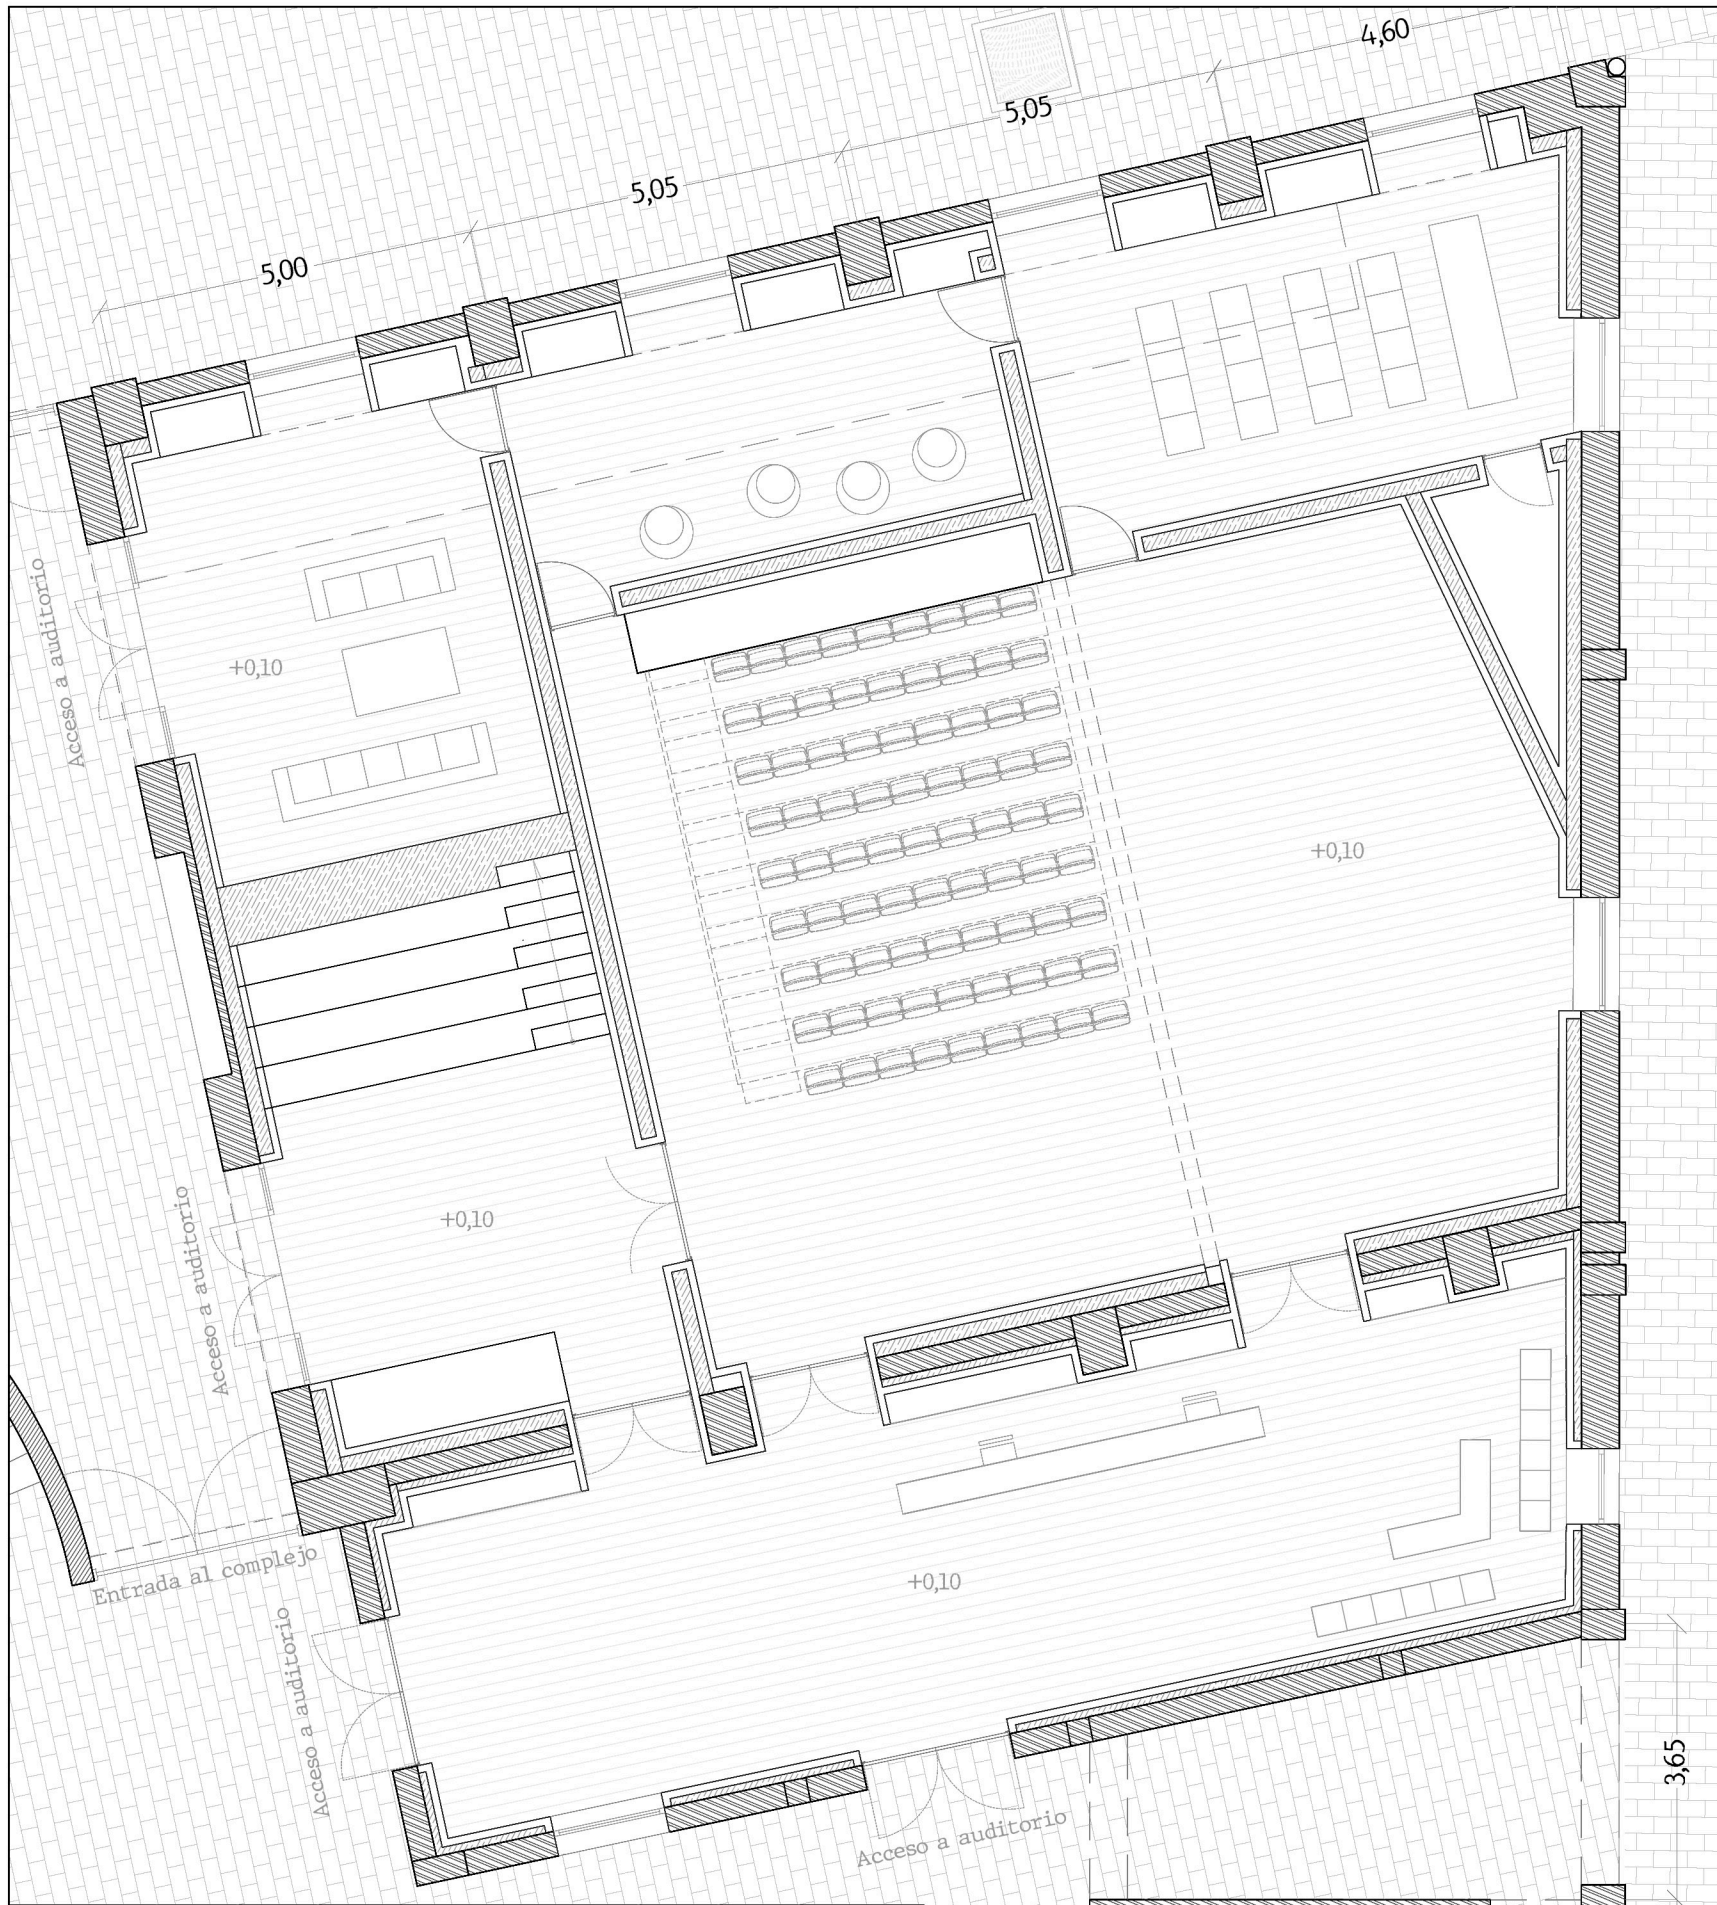 4,60
5,05
5,05
5,00
Acceso a auditorio
+0,10
+0,10
Acceso a auditorio
+0,10
Entrada al complejo
+0,10
Acceso a auditorio
3,65
Acceso a auditorio